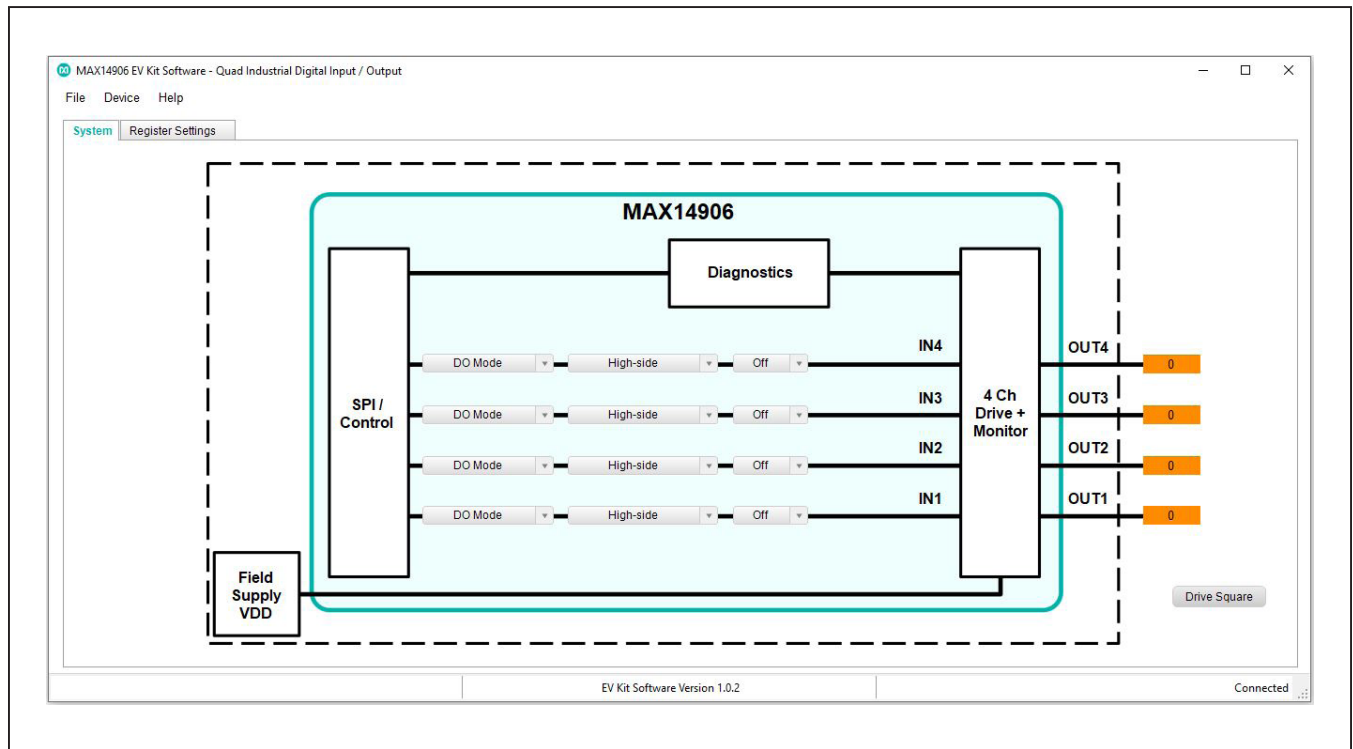 MAX14906 EV Kit Software - Quad Industrial Digital Input / Output
File Device Help
System Register Settings
MAX14906
Diagnostics
SPI /
Control
DO Mode High-side Off IN4 OUT4 0
DO Mode High-side Off IN3 OUT3 0
DO Mode High-side Off IN2 OUT2 0
DO Mode High-side Off IN1 OUT1 0
4 Ch
Drive +
Monitor
Field
Supply
VDD
Drive Square
EV Kit Software Version 1.0.2 Connected